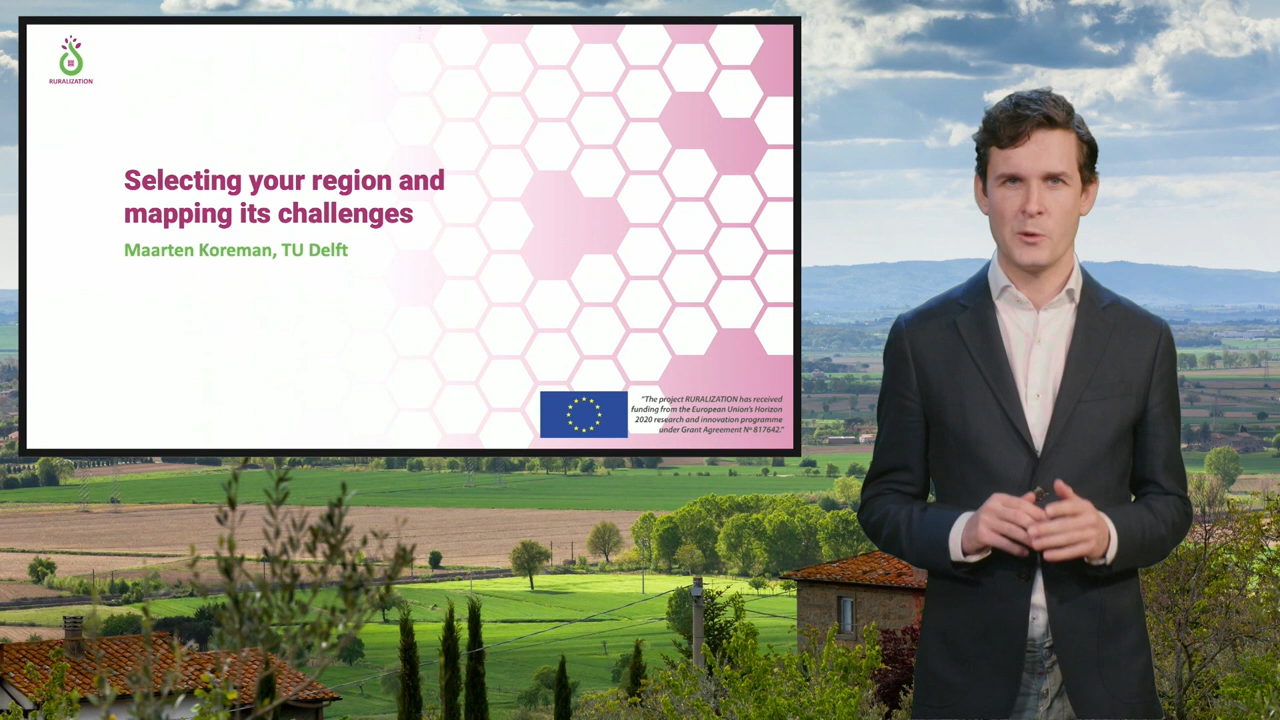 RURALIZATION
Selecting your region and
mapping its challenges
Maarten Koreman, TU Delft
"The project RURALIZATION has received
funding from the European Union's Horizon
2020 research and innovation programme
under Grant Agreement Nº 817642."